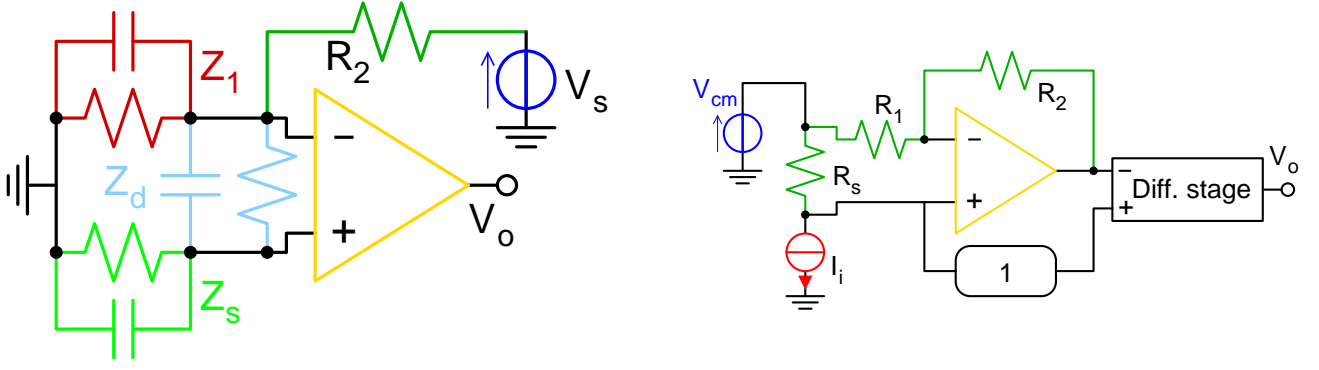 Z1
R2
Vs
Zd
−
+
Vo
Zs
Vcm
R1
R2
Rs
−
+
Ii
1
−
+
Diff. stage
Vo